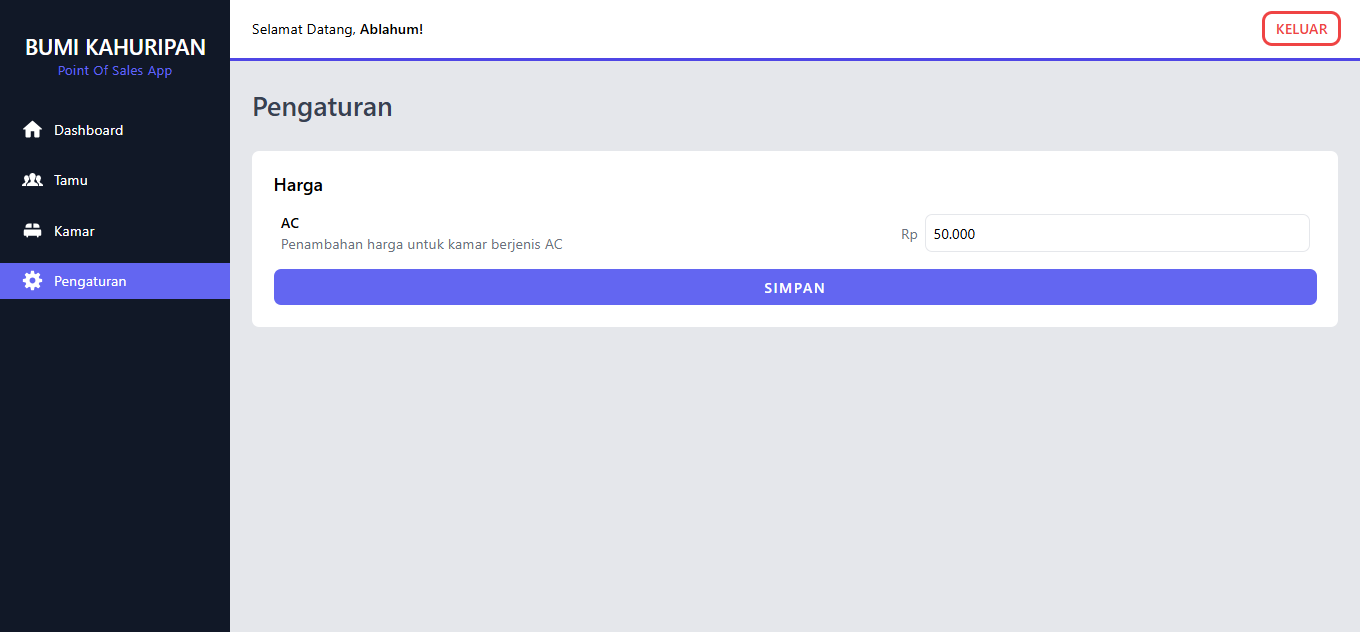 BUMI KAHURIPAN
Point Of Sales App
Dashboard
Tamu
Kamar
Pengaturan
Selamat Datang, Ablahum!
KELUAR
Pengaturan
Harga
AC
Penambahan harga untuk kamar berjenis AC
Rp 50.000
SIMPAN